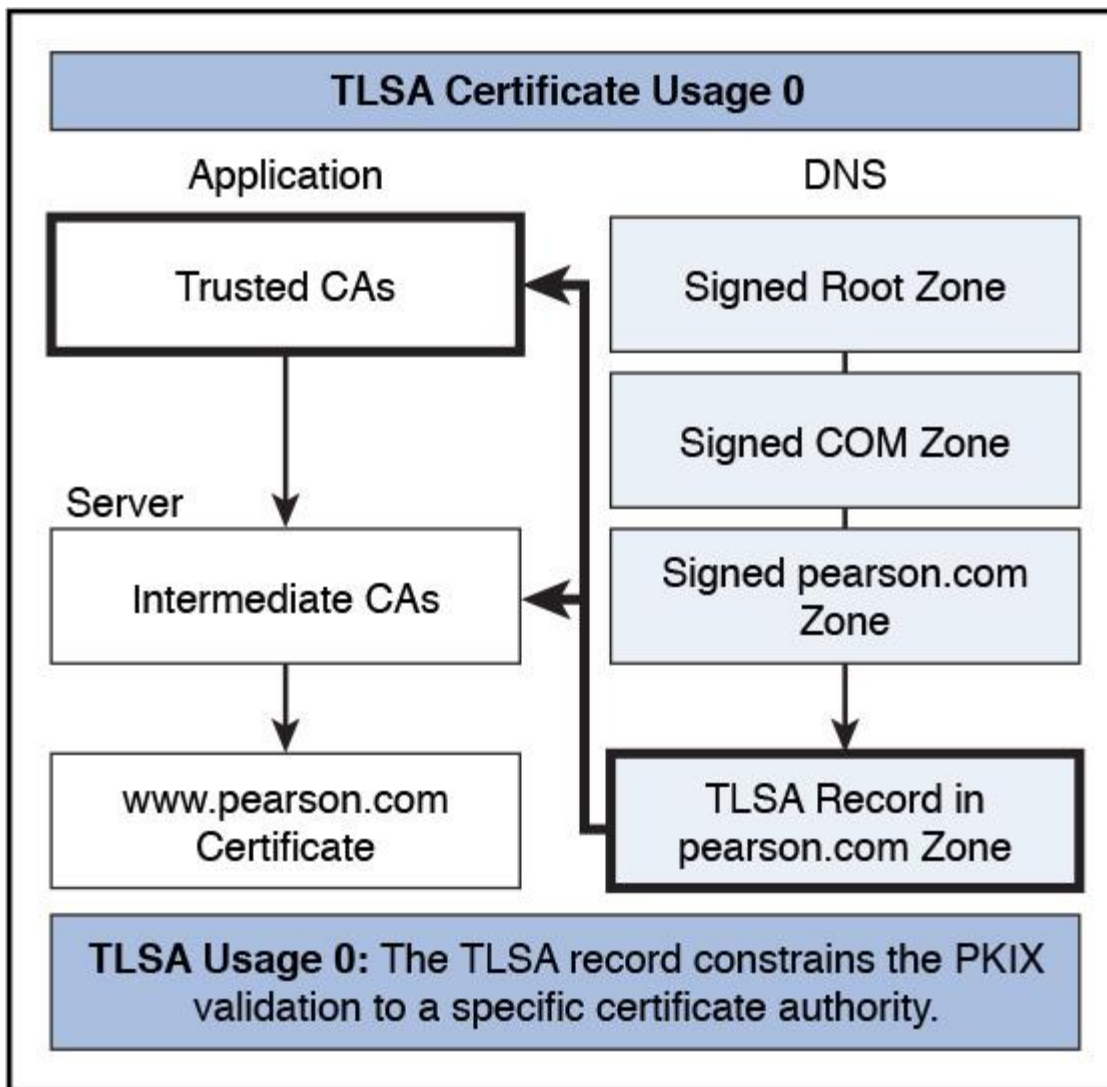 TLSA Certificate Usage 0
Application
DNS
Trusted CAs
Signed Root Zone
Signed COM Zone
Server
Intermediate CAs
Signed pearson.com
Zone
www.pearson.com
Certificate
TLSA Record in
pearson.com Zone
TLSA Usage 0: The TLSA record constrains the PKIX
validation to a specific certificate authority.